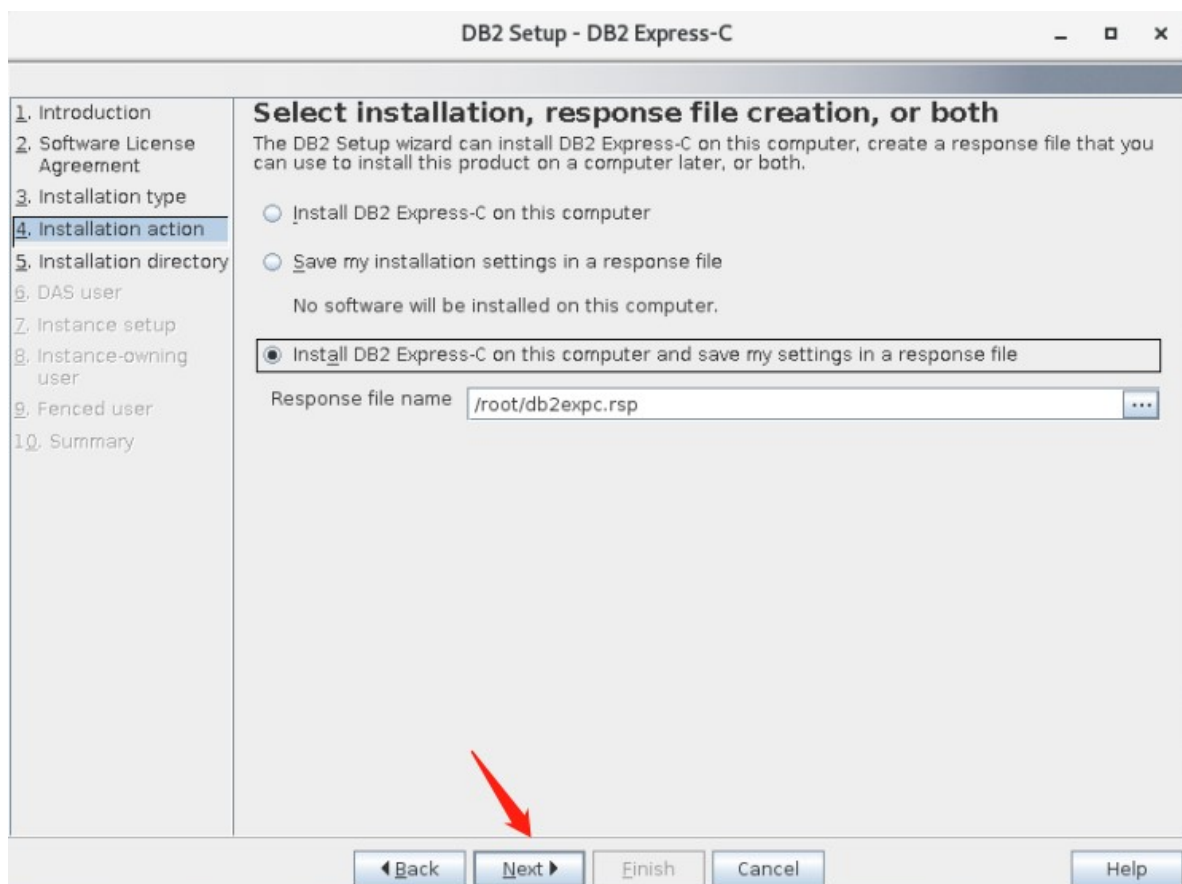 DB2 Setup - DB2 Express-C
1. Introduction
2. Software License
Agreement
3. Installation type
4. Installation action
5. Installation directory
6. DAS user
7. Instance setup
8. Instance-owning
user
9. Fenced user
10. Summary
Select installation, response file creation, or both
The DB2 Setup wizard can install DB2 Express-C on this computer, create a response file that you
can use to install this product on a computer later, or both.
Install DB2 Express-C on this computer
Save my installation settings in a response file
No software will be installed on this computer.
Install DB2 Express-C on this computer and save my settings in a response file
Response file name /root/db2expc.rsp ...
Back Next Finish Cancel Help